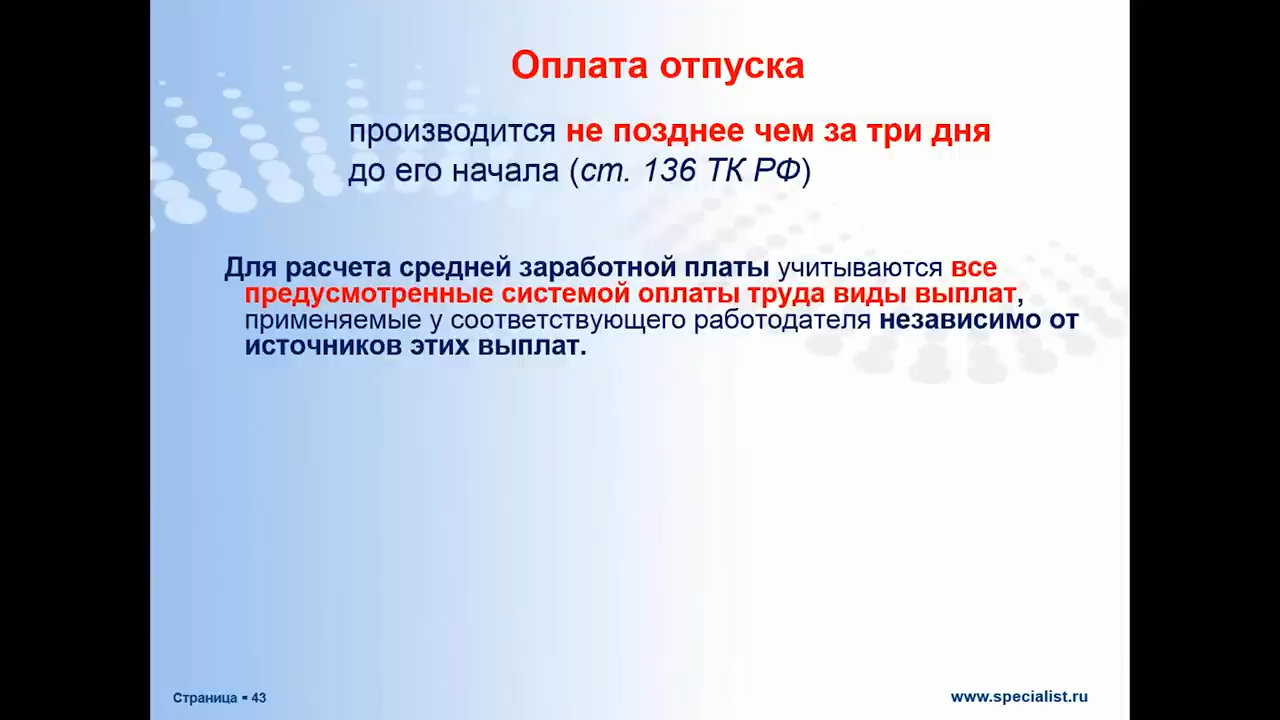 Оплата отпуска
производится не позднее чем за три дня
до его начала (ст. 136 ТК РФ)
Для расчета средней заработной платы учитываются все
предусмотренные системой оплаты труда виды выплат,
применяемые у соответствующего работодателя независимо от
источников этих выплат.
Страница ▪ 43
www.specialist.ru